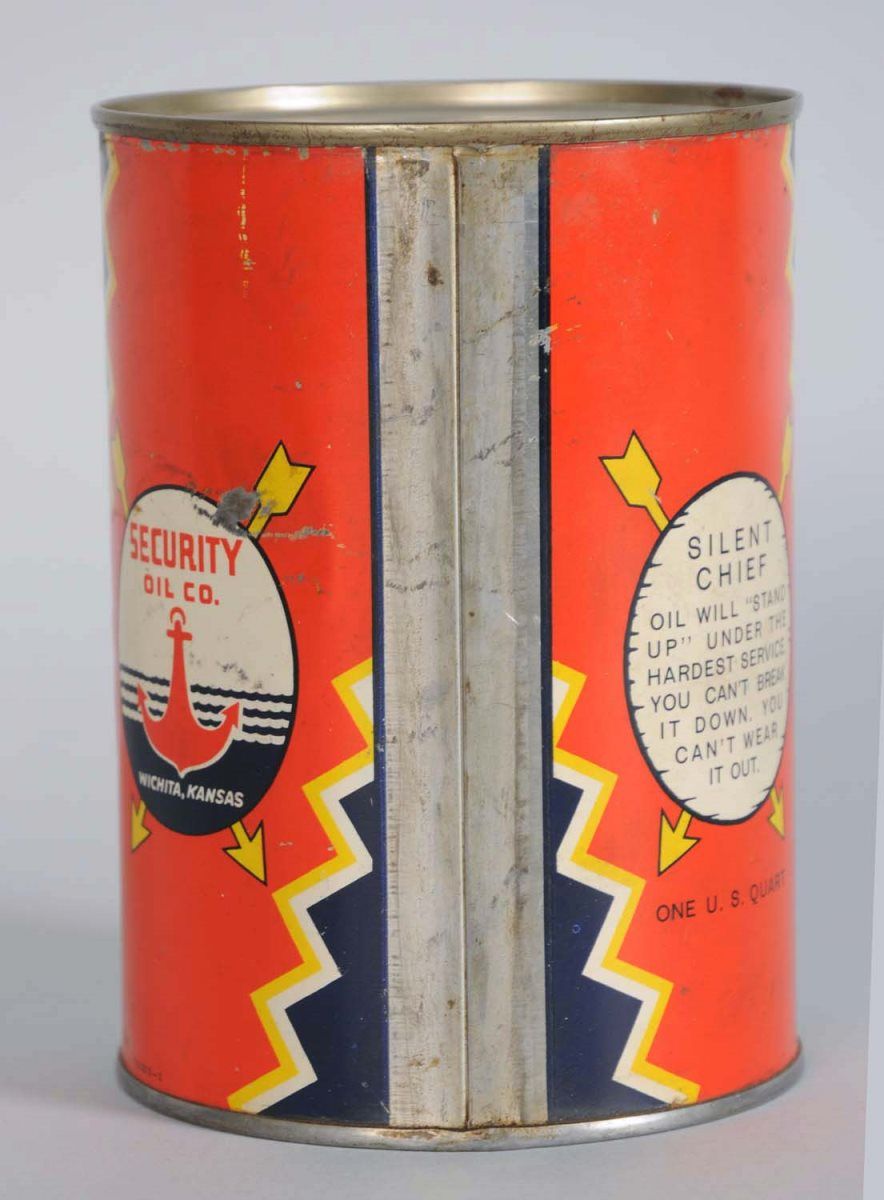 SECURITY
OIL CO.
WICHITA, KANSAS
SILENT
CHIEF
OIL WILL "STAND
UP" UNDER THE
HARDEST SERVICE
YOU CAN'T BREAK
IT DOWN. YOU
CAN'T WEAR
IT OUT.
ONE U. S. QUART